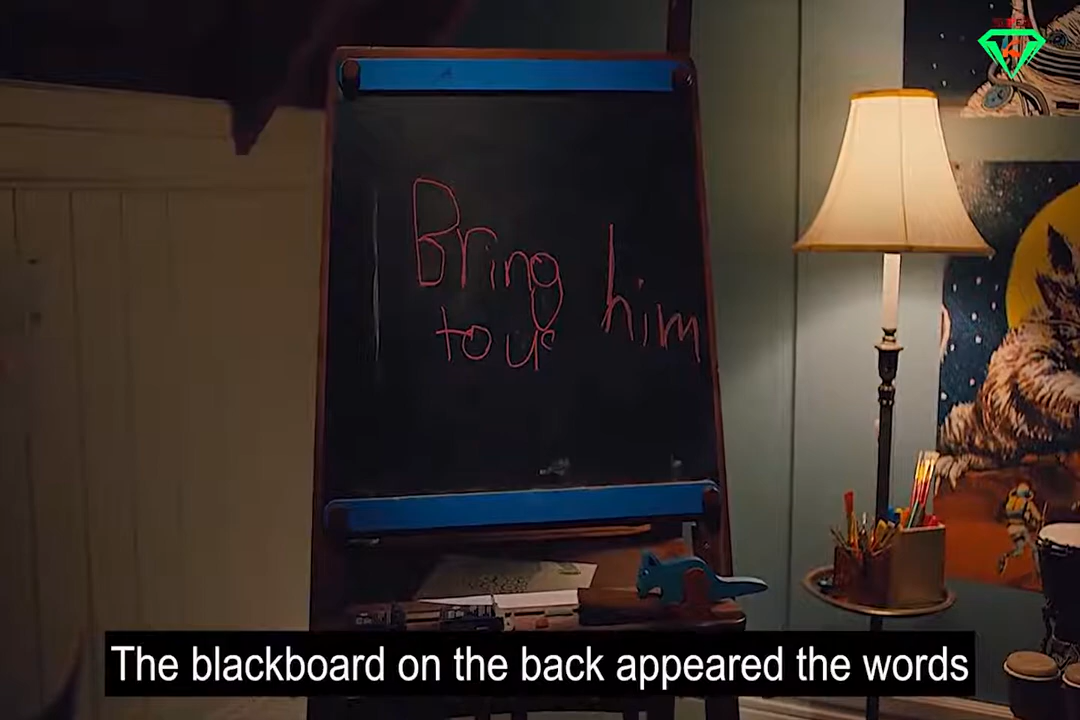 Bring him
to us
The blackboard on the back appeared the words